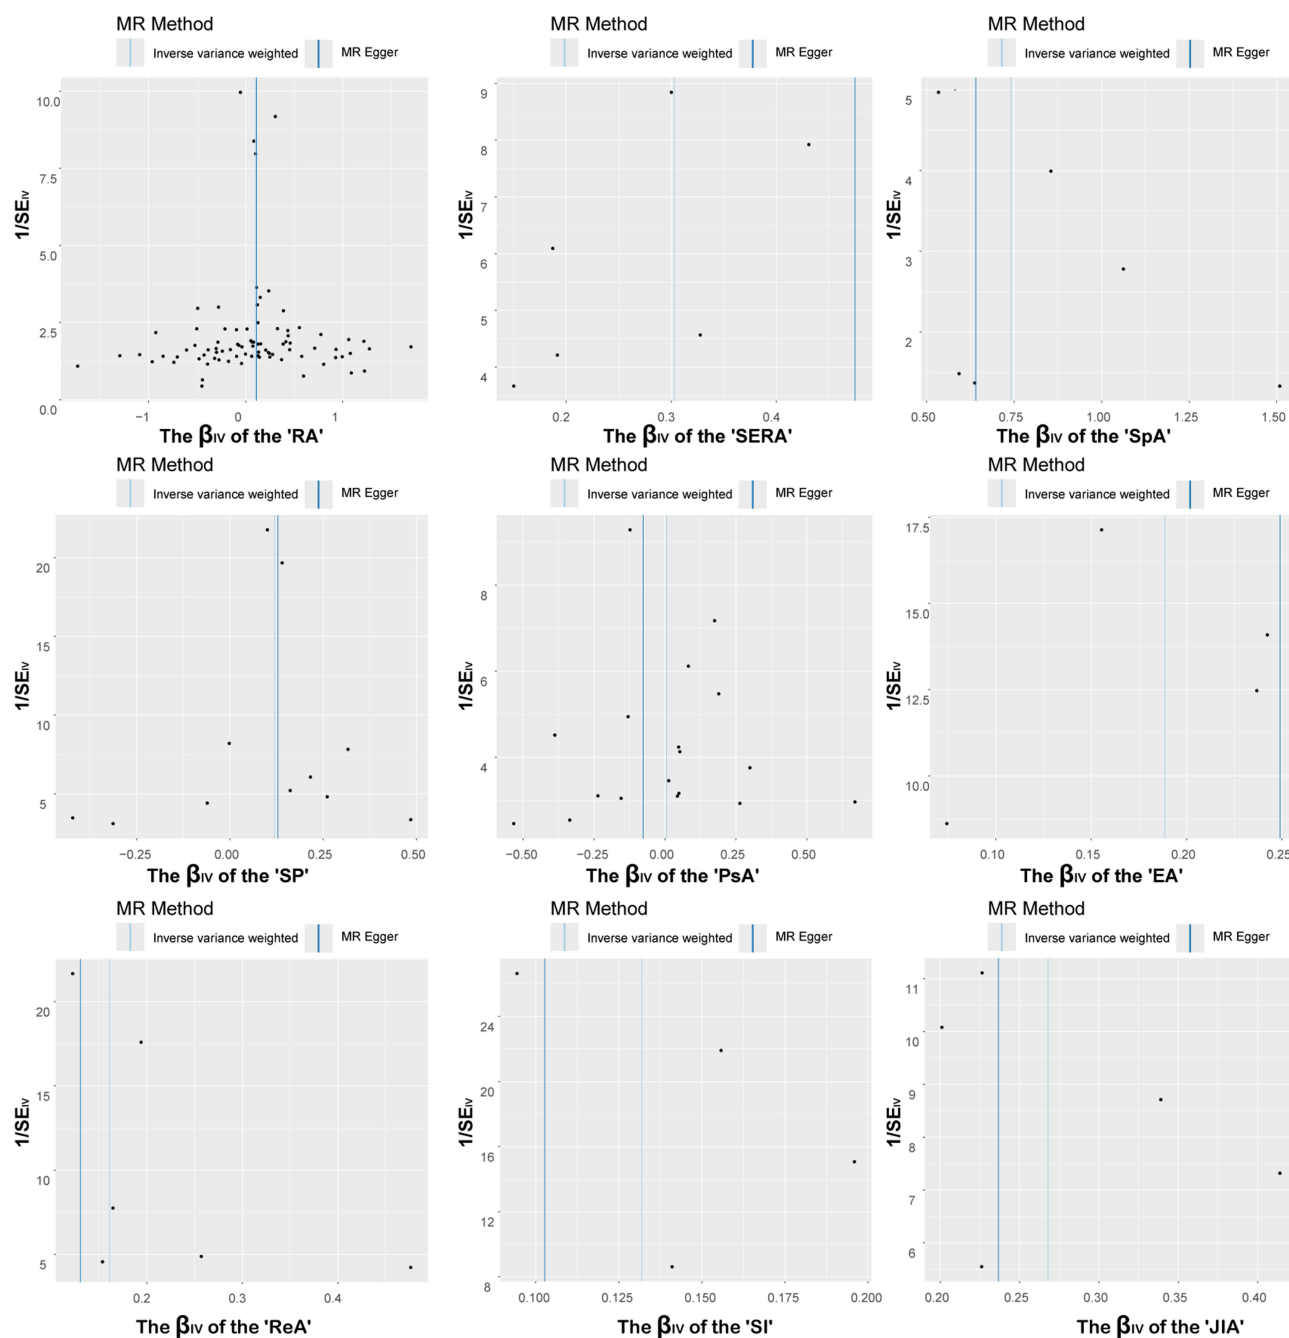 MR Method
Inverse variance weighted MR Egger
10.0
7.5
5.0
2.5
0.0
1/SEIV
−1 0 1
The βIV of the 'RA'
MR Method
Inverse variance weighted MR Egger
9
8
7
6
5
4
1/SEIV
0.2 0.3 0.4
The βIV of the 'SERA'
MR Method
Inverse variance weighted MR Egger
5
4
3
2
1/SEIV
0.50 0.75 1.00 1.25 1.50
The βIV of the 'SpA'
MR Method
Inverse variance weighted MR Egger
20
15
10
5
1/SEIV
−0.25 0.00 0.25 0.50
The βIV of the 'SP'
MR Method
Inverse variance weighted MR Egger
8
6
4
1/SEIV
−0.50 −0.25 0.00 0.25 0.50
The βIV of the 'PsA'
MR Method
Inverse variance weighted MR Egger
17.5
15.0
12.5
10.0
1/SEIV
0.10 0.15 0.20 0.25
The βIV of the 'EA'
MR Method
Inverse variance weighted MR Egger
20
15
10
5
1/SEIV
0.2 0.3 0.4
The βIV of the 'ReA'
MR Method
Inverse variance weighted MR Egger
24
20
16
12
8
1/SEIV
0.100 0.125 0.150 0.175 0.200
The βIV of the 'SI'
MR Method
Inverse variance weighted MR Egger
11
10
9
8
7
6
1/SEIV
0.20 0.25 0.30 0.35 0.40
The βIV of the 'JIA'